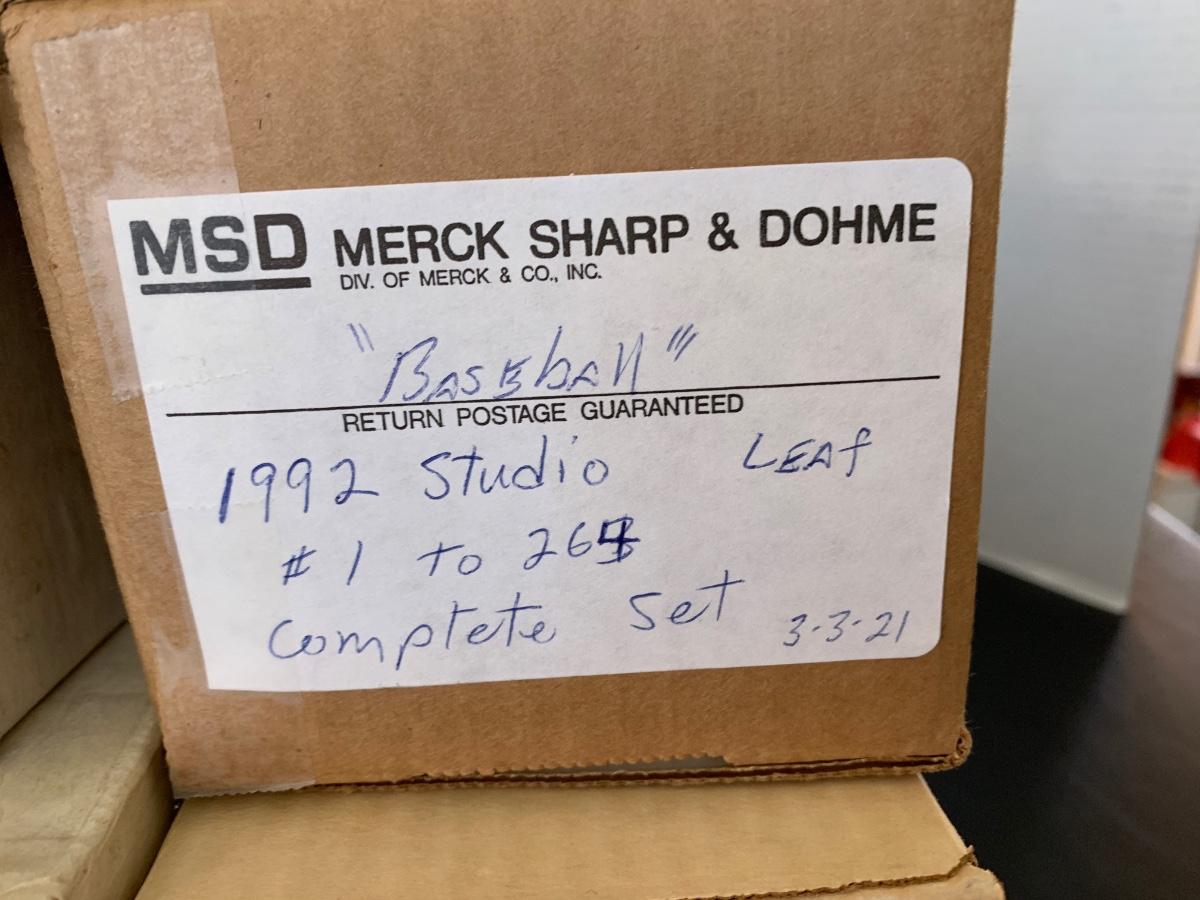 MSD MERCK SHARP & DOHME
DIV. OF MERCK & CO., INC.
"Baseball"
RETURN POSTAGE GUARANTEED
1992 Studio LEAf
# 1 to 264
Complete Set 3-3-21